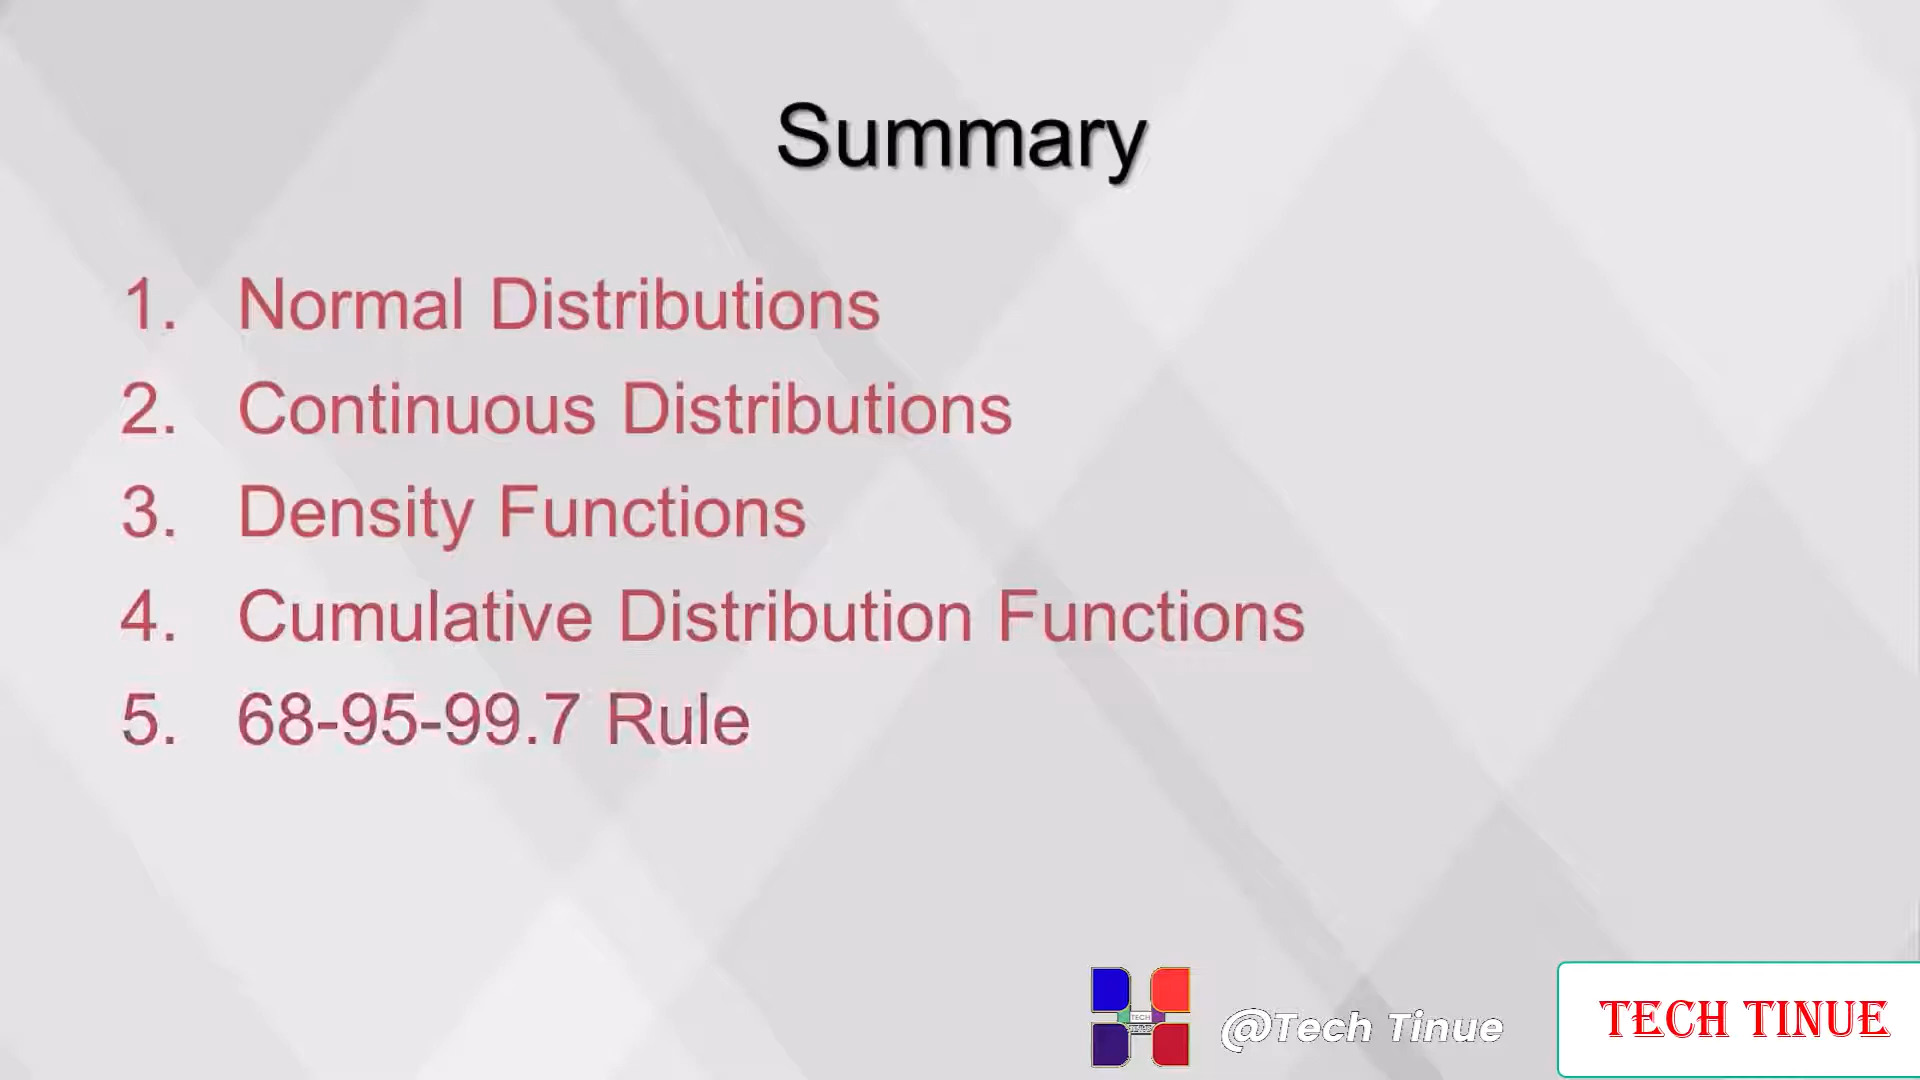 Summary
1. Normal Distributions
2. Continuous Distributions
3. Density Functions
4. Cumulative Distribution Functions
5. 68-95-99.7 Rule
TECH
@Tech Tinue
TECH TINUE